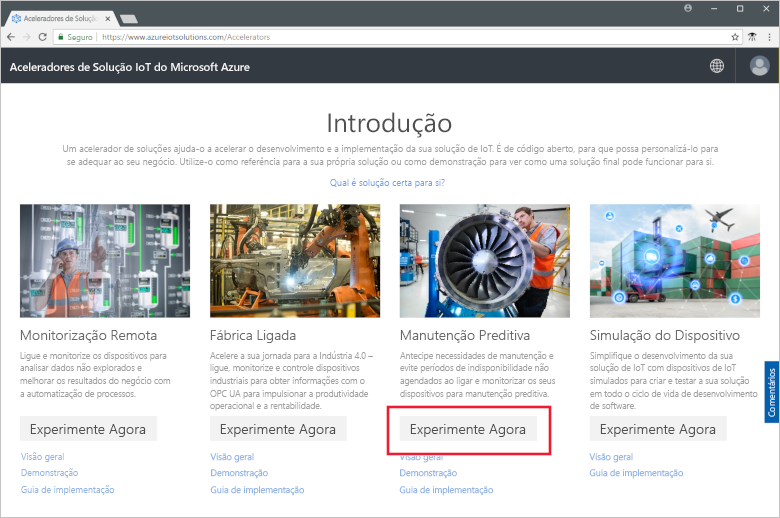 Aceleradores de Soluçã
Seguro
https://www.azureiotsolutions.com/Accelerators
Aceleradores de Solução IoT do Microsoft Azure
Introdução
Um acelerador de soluções ajuda-o a acelerar o desenvolvimento e a implementação da sua solução de IoT. É de código aberto, para que possa personalizá-lo para
se adequar ao seu negócio. Utilize-o como referência para a sua própria solução ou como demonstração para ver como uma solução final pode funcionar para si.
Qual é solução certa para si?
Monitorização Remota
Ligue e monitorize os dispositivos para
analisar dados não explorados e
melhorar os resultados do negócio com
a automatização de processos.
Experimente Agora
Visão geral
Demonstração
Guia de implementação
Fábrica Ligada
Acelere a sua jornada para a Indústria 4.0 –
ligue, monitorize e controle dispositivos
industriais para obter informações com o
OPC UA para impulsionar a produtividade
operacional e a rentabilidade.
Experimente Agora
Visão geral
Demonstração
Guia de implementação
Manutenção Preditiva
Antecipe necessidades de manutenção e
evite períodos de indisponibilidade não
agendados ao ligar e monitorizar os seus
dispositivos para manutenção preditiva.
Experimente Agora
Visão geral
Demonstração
Guia de implementação
Simulação do Dispositivo
Simplifique o desenvolvimento da sua
solução de IoT com dispositivos de IoT
simulados para criar e testar a sua solução
em todo o ciclo de vida de desenvolvimento
de software.
Experimente Agora
Visão geral
Guia de implementação
Comentários